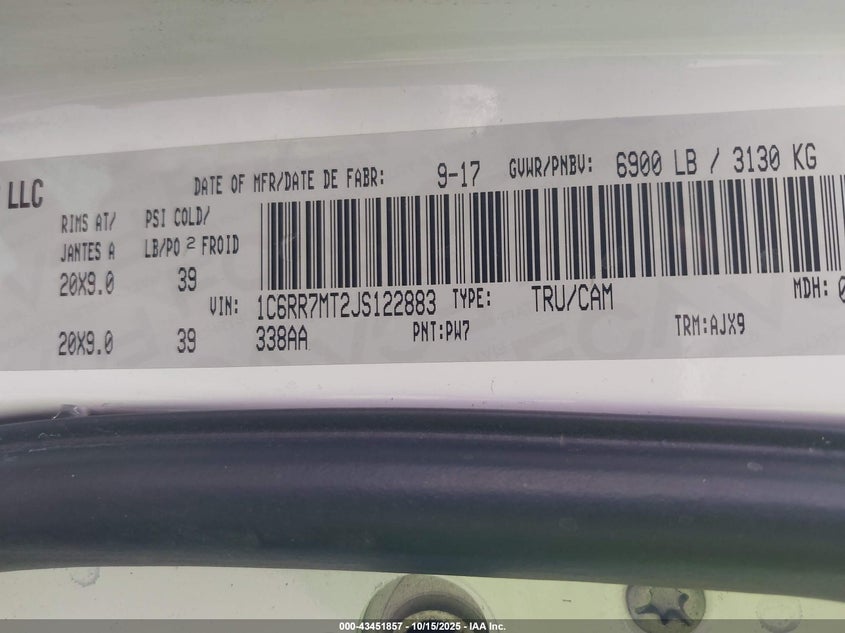 LLC
DATE OF MFR/DATE DE FABR: 9-17 GVWR/PNBV: 6900 LB / 3130 KG
RIMS AT/ PSI COLD/
JANTES A LB/PO 2 FROID
20X9.0 39
VIN: 1C6RR7MT2JS122883 TYPE: TRU/CAM MDH:
20X9.0 39 338AA PNT:PW7 TRM:AJX9
000-43451857 - 10/15/2025 - IAA Inc.